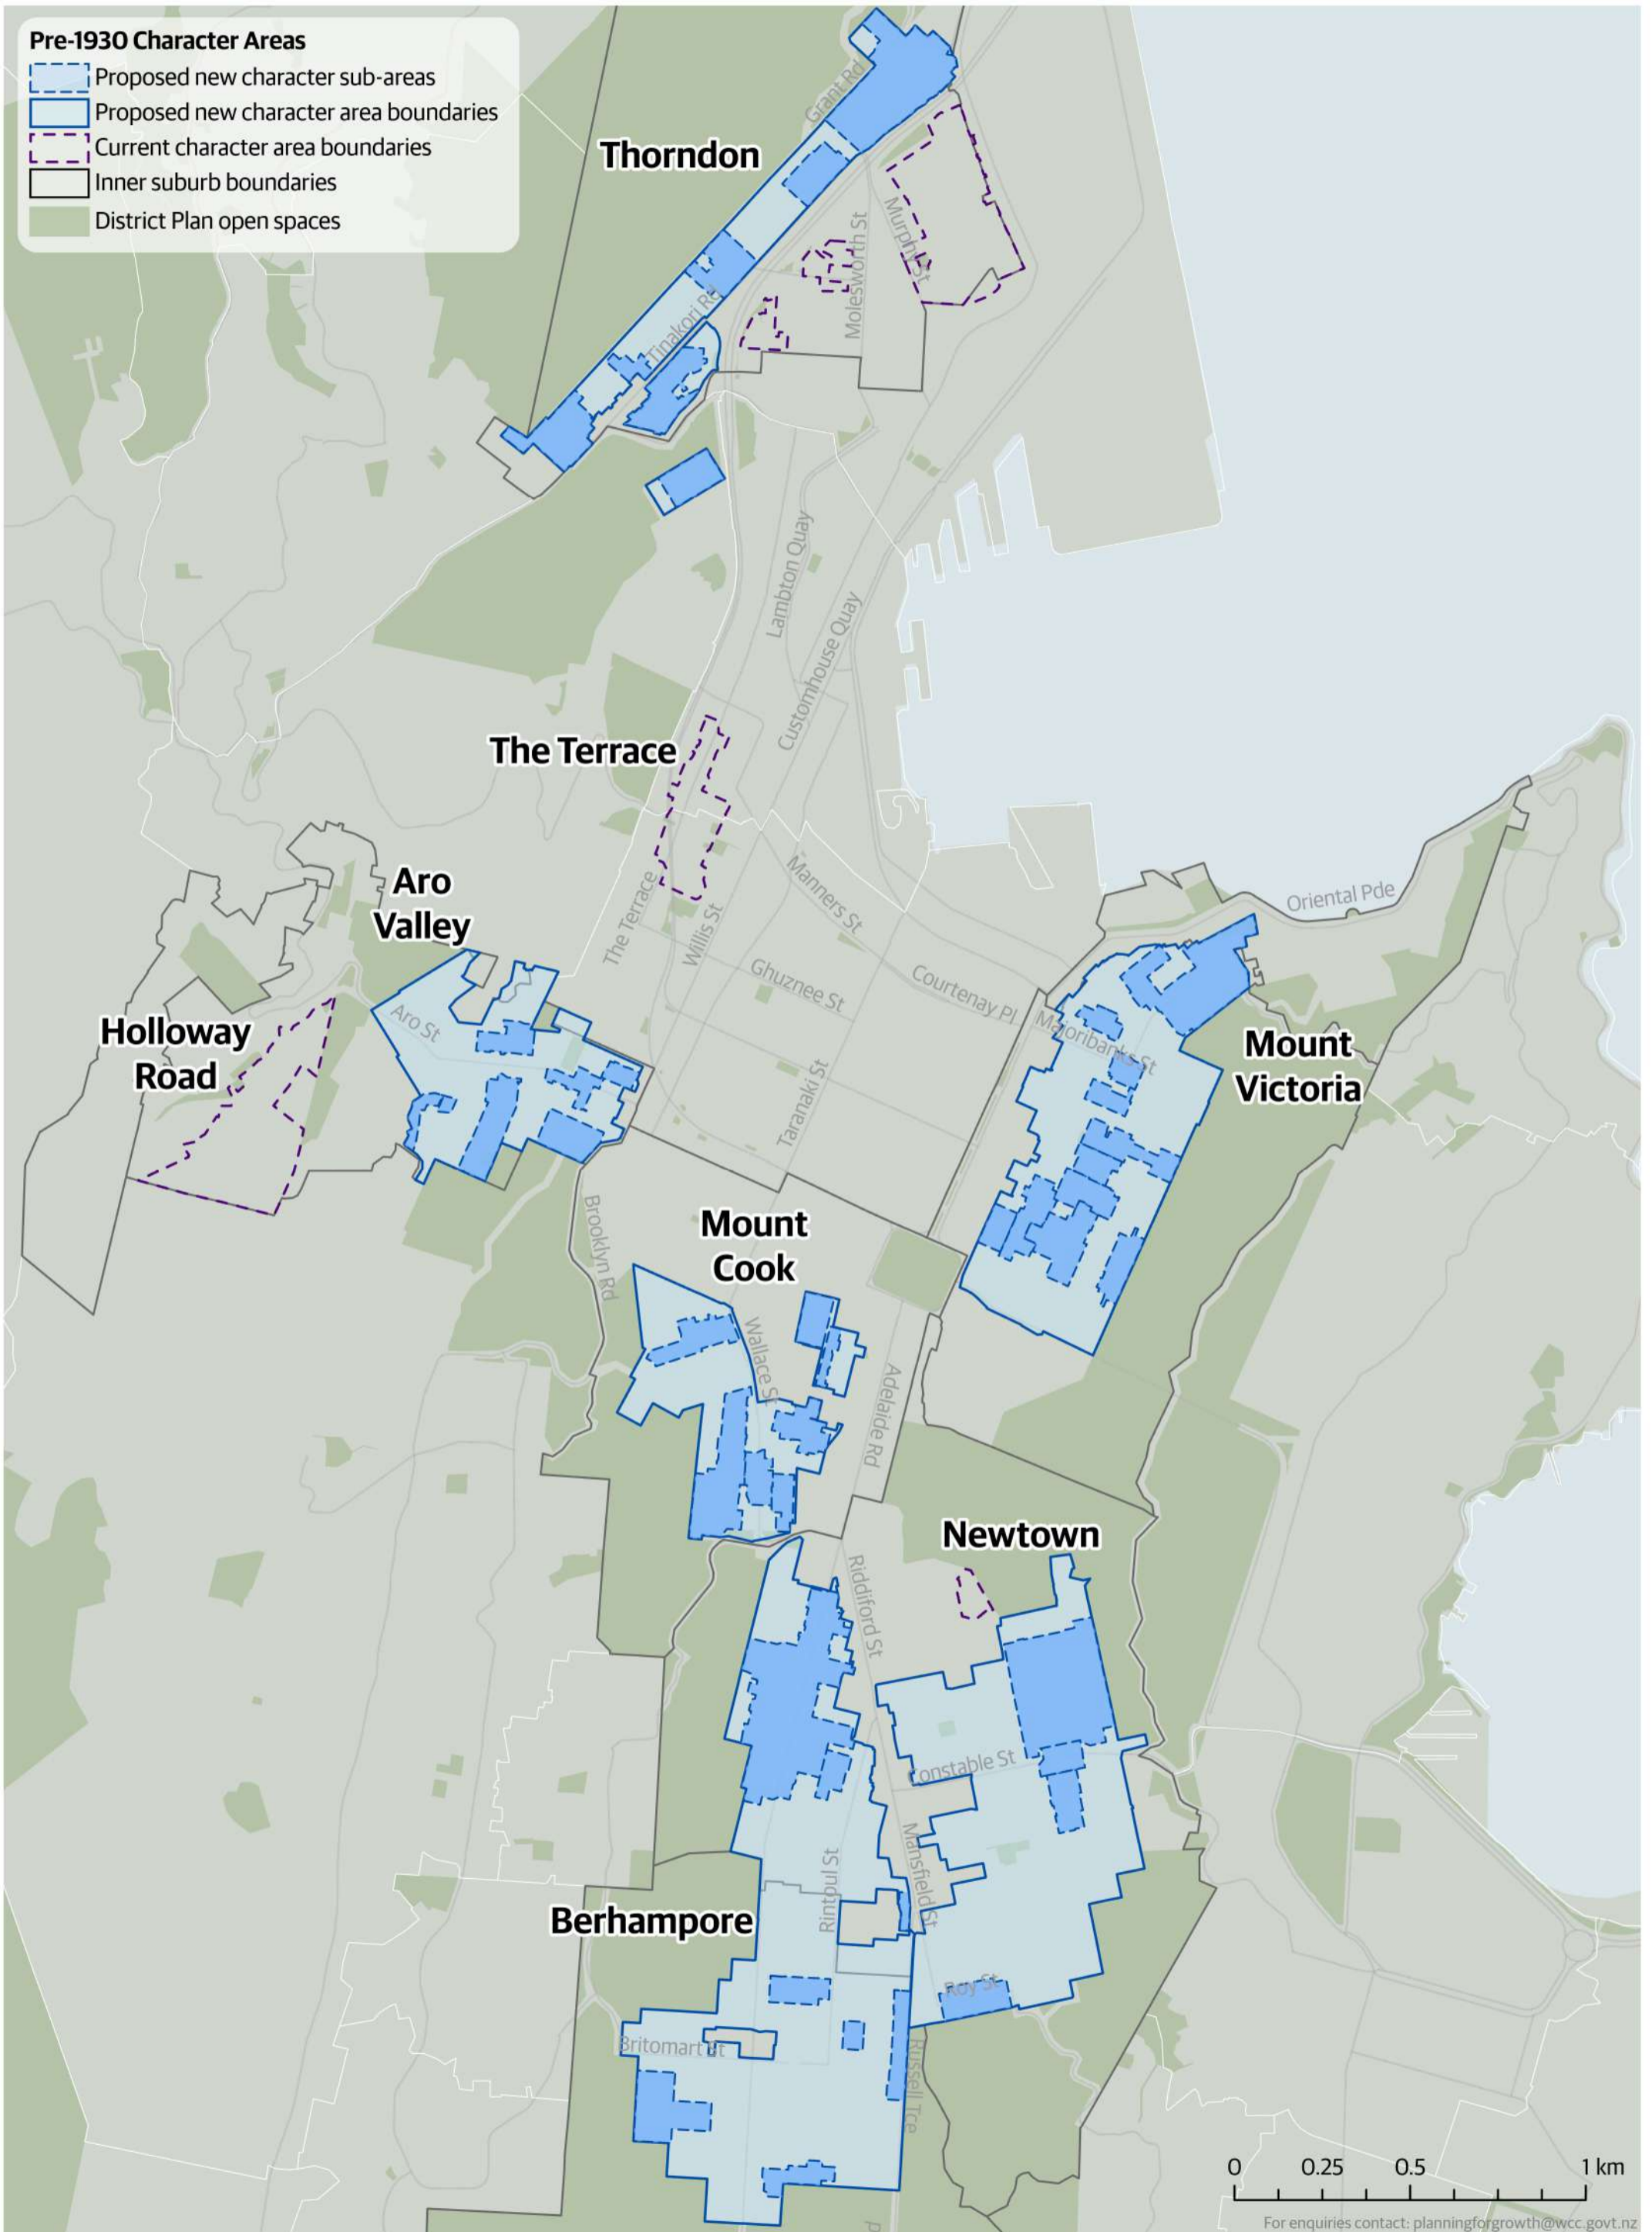 Pre-1930 Character Areas
Proposed new character sub-areas
Proposed new character area boundaries
Current character area boundaries
Inner suburb boundaries
District Plan open spaces
Grant Rd
Thorndon
Murphy St
Molesworth St
Tinakori Rd
Lambton Quay
Customhouse Quay
The Terrace
Manners St
The Terrace
Willis St
Oriental Pde
Aro
Valley
Ghuznee St
Courtenay Pl
Aro St
Majoribanks St
Holloway
Road
Mount
Victoria
Taranaki St
Brooklyn Rd
Mount
Cook
Wallace St
Adelaide Rd
Newtown
Riddiford St
Constable St
Mansfield St
Rintoul St
Berhampore
Roy St
Britomart St
Russell Tce
0 0.25 0.5 1 km
For enquiries contact: planningforgrowth@wcc.govt.nz